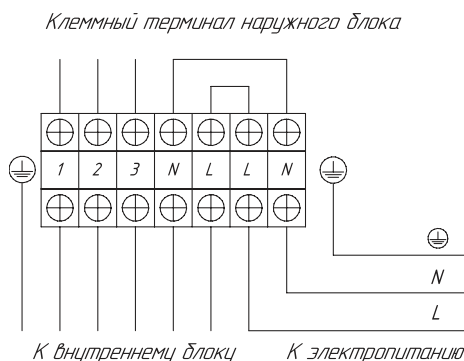 Клеммный терминал наружного блока
1 2 3 N L L N
N
L
К внутреннему блоку
К электропитанию